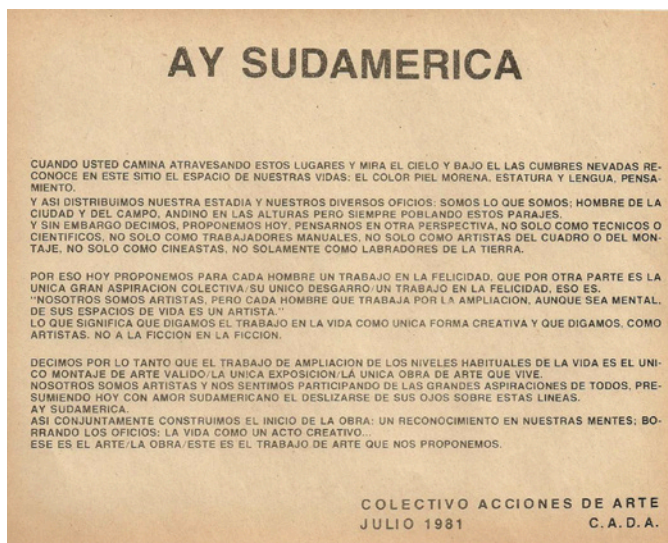 AY SUDAMERICA
CUANDO USTED CAMINA ATRAVESANDO ESTOS LUGARES Y MIRA EL CIELO Y BAJO EL LAS CUMBRES NEVADAS RE-
CONOCE EN ESTE SITIO EL ESPACIO DE NUESTRAS VIDAS: EL COLOR PIEL MORENA, ESTATURA Y LENGUA, PENSA-
MIENTO.
Y ASI DISTRIBUIMOS NUESTRA ESTADIA Y NUESTROS DIVERSOS OFICIOS: SOMOS LO QUE SOMOS; HOMBRE DE LA
CIUDAD Y DEL CAMPO, ANDINO EN LAS ALTURAS PERO SIEMPRE POBLANDO ESTOS PARAJES.
Y SIN EMBARGO DECIMOS, PROPONEMOS HOY, PENSARNOS EN OTRA PERSPECTIVA, NO SOLO COMO TECNICOS O
CIENTIFICOS, NO SOLO COMO TRABAJADORES MANUALES, NO SOLO COMO ARTISTAS DEL CUADRO O DEL MON-
TAJE, NO SOLO COMO CINEASTAS, NO SOLAMENTE COMO LABRADORES DE LA TIERRA.
POR ESO HOY PROPONEMOS PARA CADA HOMBRE UN TRABAJO EN LA FELICIDAD, QUE POR OTRA PARTE ES LA
UNICA GRAN ASPIRACION COLECTIVA/SU UNICO DESGARRO/UN TRABAJO EN LA FELICIDAD, ESO ES.
"NOSOTROS SOMOS ARTISTAS, PERO CADA HOMBRE QUE TRABAJA POR LA AMPLIACION, AUNQUE SEA MENTAL,
DE SUS ESPACIOS DE VIDA ES UN ARTISTA."
LO QUE SIGNIFICA QUE DIGAMOS EL TRABAJO EN LA VIDA COMO UNICA FORMA CREATIVA Y QUE DIGAMOS, COMO
ARTISTAS, NO A LA FICCION EN LA FICCION.
DECIMOS POR LO TANTO QUE EL TRABAJO DE AMPLIACION DE LOS NIVELES HABITUALES DE LA VIDA ES EL UNI-
CO MONTAJE DE ARTE VALIDO/LA UNICA EXPOSICION/LA UNICA OBRA DE ARTE QUE VIVE.
NOSOTROS SOMOS ARTISTAS Y NOS SENTIMOS PARTICIPANDO DE LAS GRANDES ASPIRACIONES DE TODOS, PRE-
SUMIENDO HOY CON AMOR SUDAMERICANO EL DESLIZARSE DE SUS OJOS SOBRE ESTAS LINEAS.
AY SUDAMERICA.
ASI CONJUNTAMENTE CONSTRUIMOS EL INICIO DE LA OBRA: UN RECONOCIMIENTO EN NUESTRAS MENTES; BO-
RRANDO LOS OFICIOS: LA VIDA COMO UN ACTO CREATIVO...
ESE ES EL ARTE/LA OBRA/ESTE ES EL TRABAJO DE ARTE QUE NOS PROPONEMOS.
COLECTIVO ACCIONES DE ARTE
JULIO 1981 C.A.D.A.